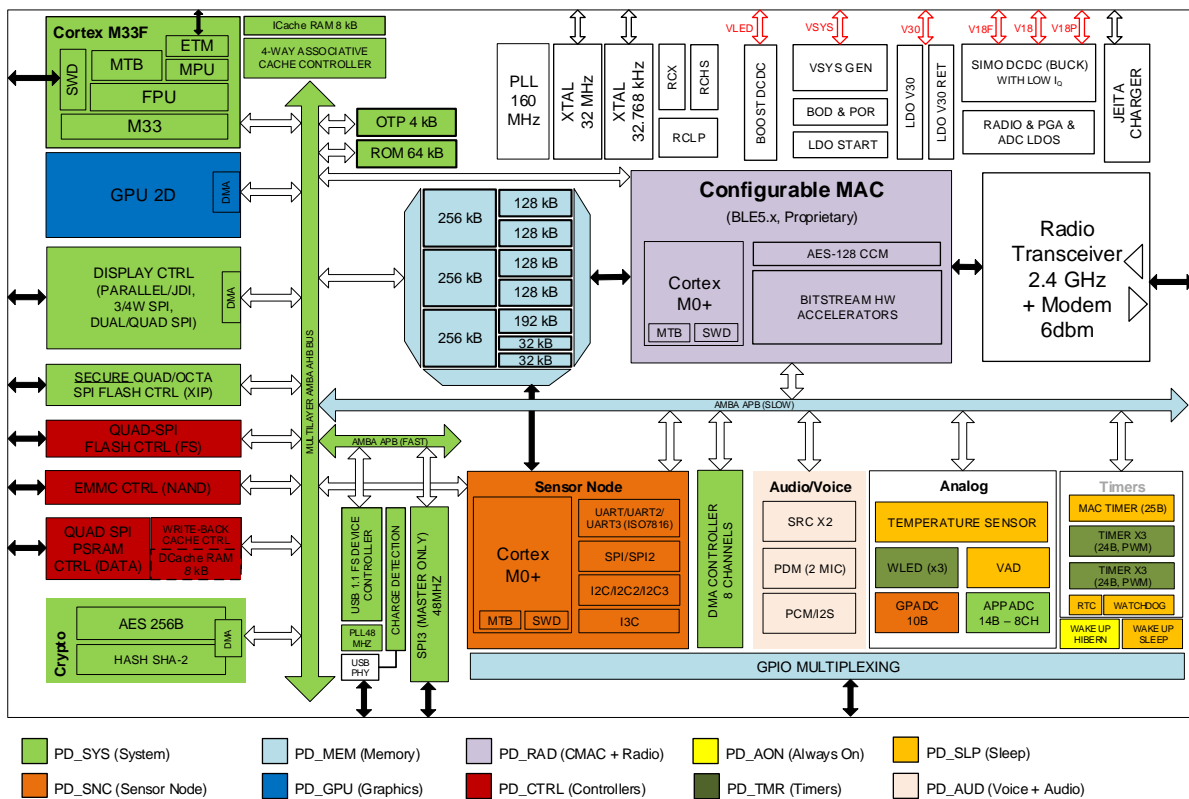 Cortex M33F
SWD
ETM
MTB
MPU
FPU
M33
ICache RAM 8 kB
4-WAY ASSOCIATIVE
CACHE CONTROLLER
OTP 4 kB
ROM 64 kB
PLL
160
MHz
XTAL
32 MHz
XTAL
32.768 kHz
RCX
RCHS
RCLP
VLED
BOOST DCDC
VSYS
VSYS GEN
BOD & POR
LDO START
V30
LDO V30
LDO V30 RET
V18F
V18
V18P
SIMO DCDC (BUCK)
WITH LOW IQ
RADIO & PGA &
ADC LDOS
JEITA
CHARGER
GPU 2D
DMA
DISPLAY CTRL
(PARALLEL/JDI,
3/4W SPI,
DUAL/QUAD SPI)
DMA
SECURE QUAD/OCTA
SPI FLASH CTRL (XIP)
QUAD-SPI
FLASH CTRL (FS)
EMMC CTRL (NAND)
QUAD SPI
PSRAM
CTRL (DATA)
WRITE-BACK
CACHE CTRL
DCache RAM
8 kB
Crypto
AES 256B
HASH SHA-2
DMA
MULTILAYER AMBA AHB BUS
256 kB
256 kB
256 kB
128 kB
128 kB
128 kB
128 kB
192 kB
32 kB
32 kB
Configurable MAC
(BLE5.x, Proprietary)
Cortex
M0+
MTB
SWD
AES-128 CCM
BITSTREAM HW
ACCELERATORS
Radio
Transceiver
2.4 GHz
+ Modem
6dbm
AMBA APB (SLOW)
AMBA APB (FAST)
USB 1.1 FS DEVICE
CONTROLLER
PLL48
MHZ
USB
PHY
CHARGE DETECTION
SPI3 (MASTER ONLY)
48MHZ
Sensor Node
Cortex
M0+
MTB
SWD
UART/UART2/
UART3 (ISO7816)
SPI/SPI2
I2C/I2C2/I2C3
I3C
DMA CONTROLLER
8 CHANNELS
Audio/Voice
SRC X2
PDM (2 MIC)
PCM/I2S
Analog
TEMPERATURE SENSOR
WLED (x3)
VAD
GPADC
10B
APP ADC
14B – 8CH
Timers
MAC TIMER (25B)
TIMER X3
(24B, PWM)
TIMER X3
(24B, PWM)
RTC
WATCHDOG
WAKE UP
HIBERN
WAKE UP
SLEEP
GPIO MULTIPLEXING
PD_SYS (System)
PD_MEM (Memory)
PD_RAD (CMAC + Radio)
PD_AON (Always On)
PD_SLP (Sleep)
PD_SNC (Sensor Node)
PD_GPU (Graphics)
PD_CTRL (Controllers)
PD_TMR (Timers)
PD_AUD (Voice + Audio)